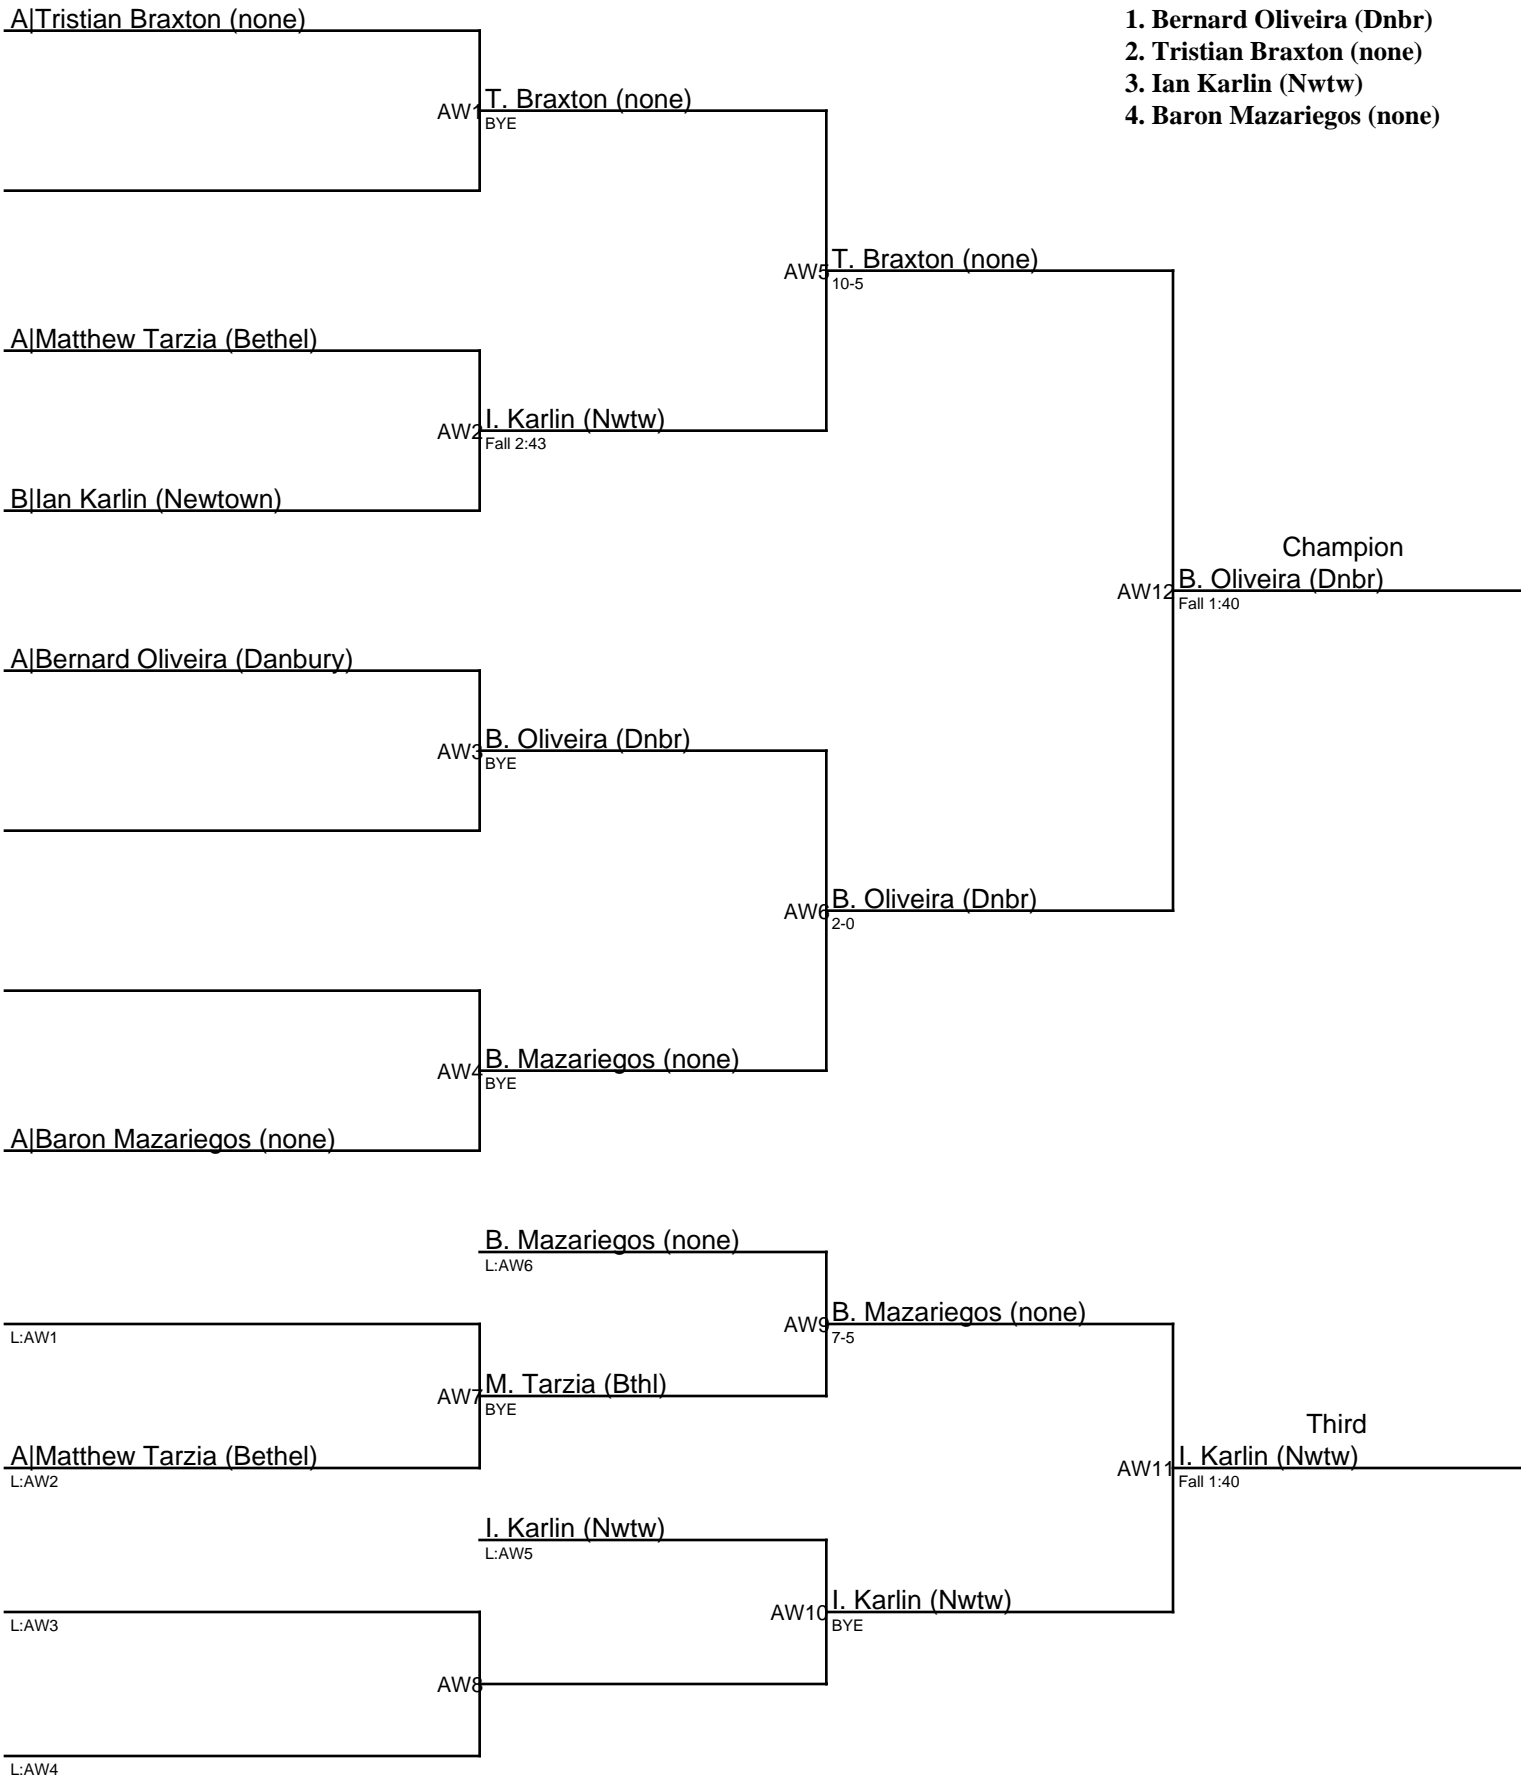 A|Tristian Braxton (none)
1. Bernard Oliveira (Dnbr)
2. Tristian Braxton (none)
3. Ian Karlin (Nwtw)
4. Baron Mazariegos (none)
AW1
T. Braxton (none)
BYE
AW5
T. Braxton (none)
10-5
A|Matthew Tarzia (Bethel)
AW2
I. Karlin (Nwtw)
Fall 2:43
B|Ian Karlin (Newtown)
Champion
AW12
B. Oliveira (Dnbr)
Fall 1:40
A|Bernard Oliveira (Danbury)
AW3
B. Oliveira (Dnbr)
BYE
AW6
B. Oliveira (Dnbr)
2-0
AW4
B. Mazariegos (none)
BYE
A|Baron Mazariegos (none)
B. Mazariegos (none)
L:AW6
L:AW1
AW9
B. Mazariegos (none)
7-5
AW7
M. Tarzia (Bthl)
BYE
A|Matthew Tarzia (Bethel)
L:AW2
Third
AW11
I. Karlin (Nwtw)
Fall 1:40
I. Karlin (Nwtw)
L:AW5
L:AW3
AW10
I. Karlin (Nwtw)
BYE
AW8
L:AW4